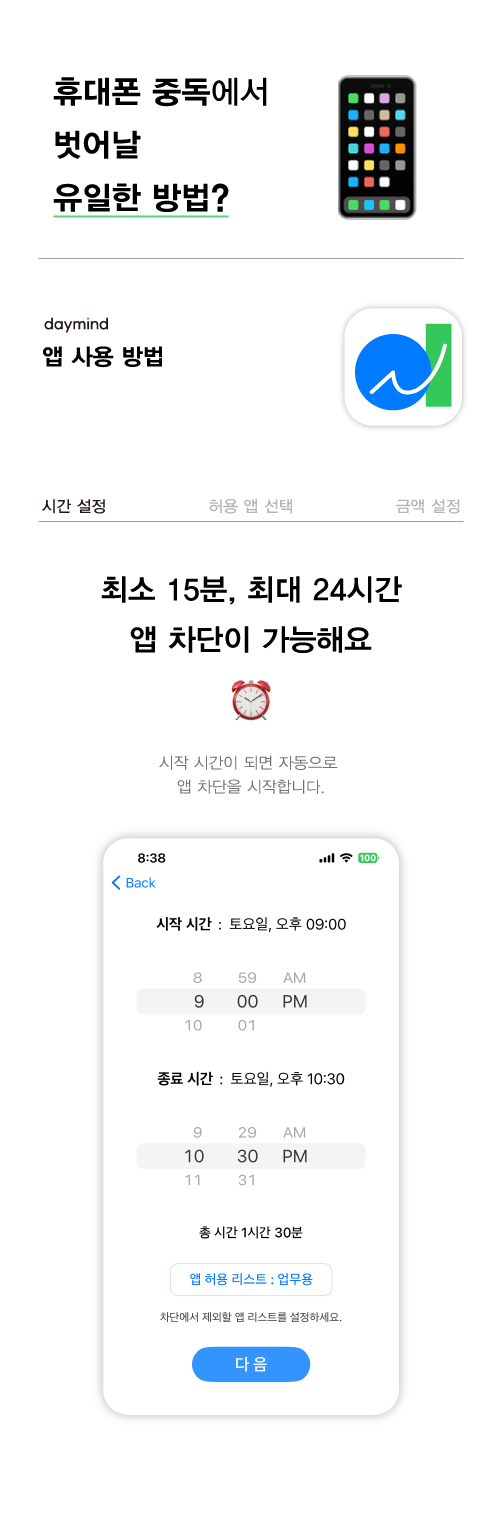 휴대폰 중독에서
벗어날
유일한 방법?
daymind
앱 사용 방법
시간 설정 허용 앱 선택 금액 설정
최소 15분, 최대 24시간
앱 차단이 가능해요
시작 시간이 되면 자동으로
앱 차단을 시작합니다.
8:38 100
Back
시작 시간 : 토요일, 오후 09:00
8 59 AM
9 00 PM
10 01
종료 시간 : 토요일, 오후 10:30
9 29 AM
10 30 PM
11 31
총 시간 1시간 30분
앱 허용 리스트 : 업무용
차단에서 제외할 앱 리스트를 설정하세요.
다음